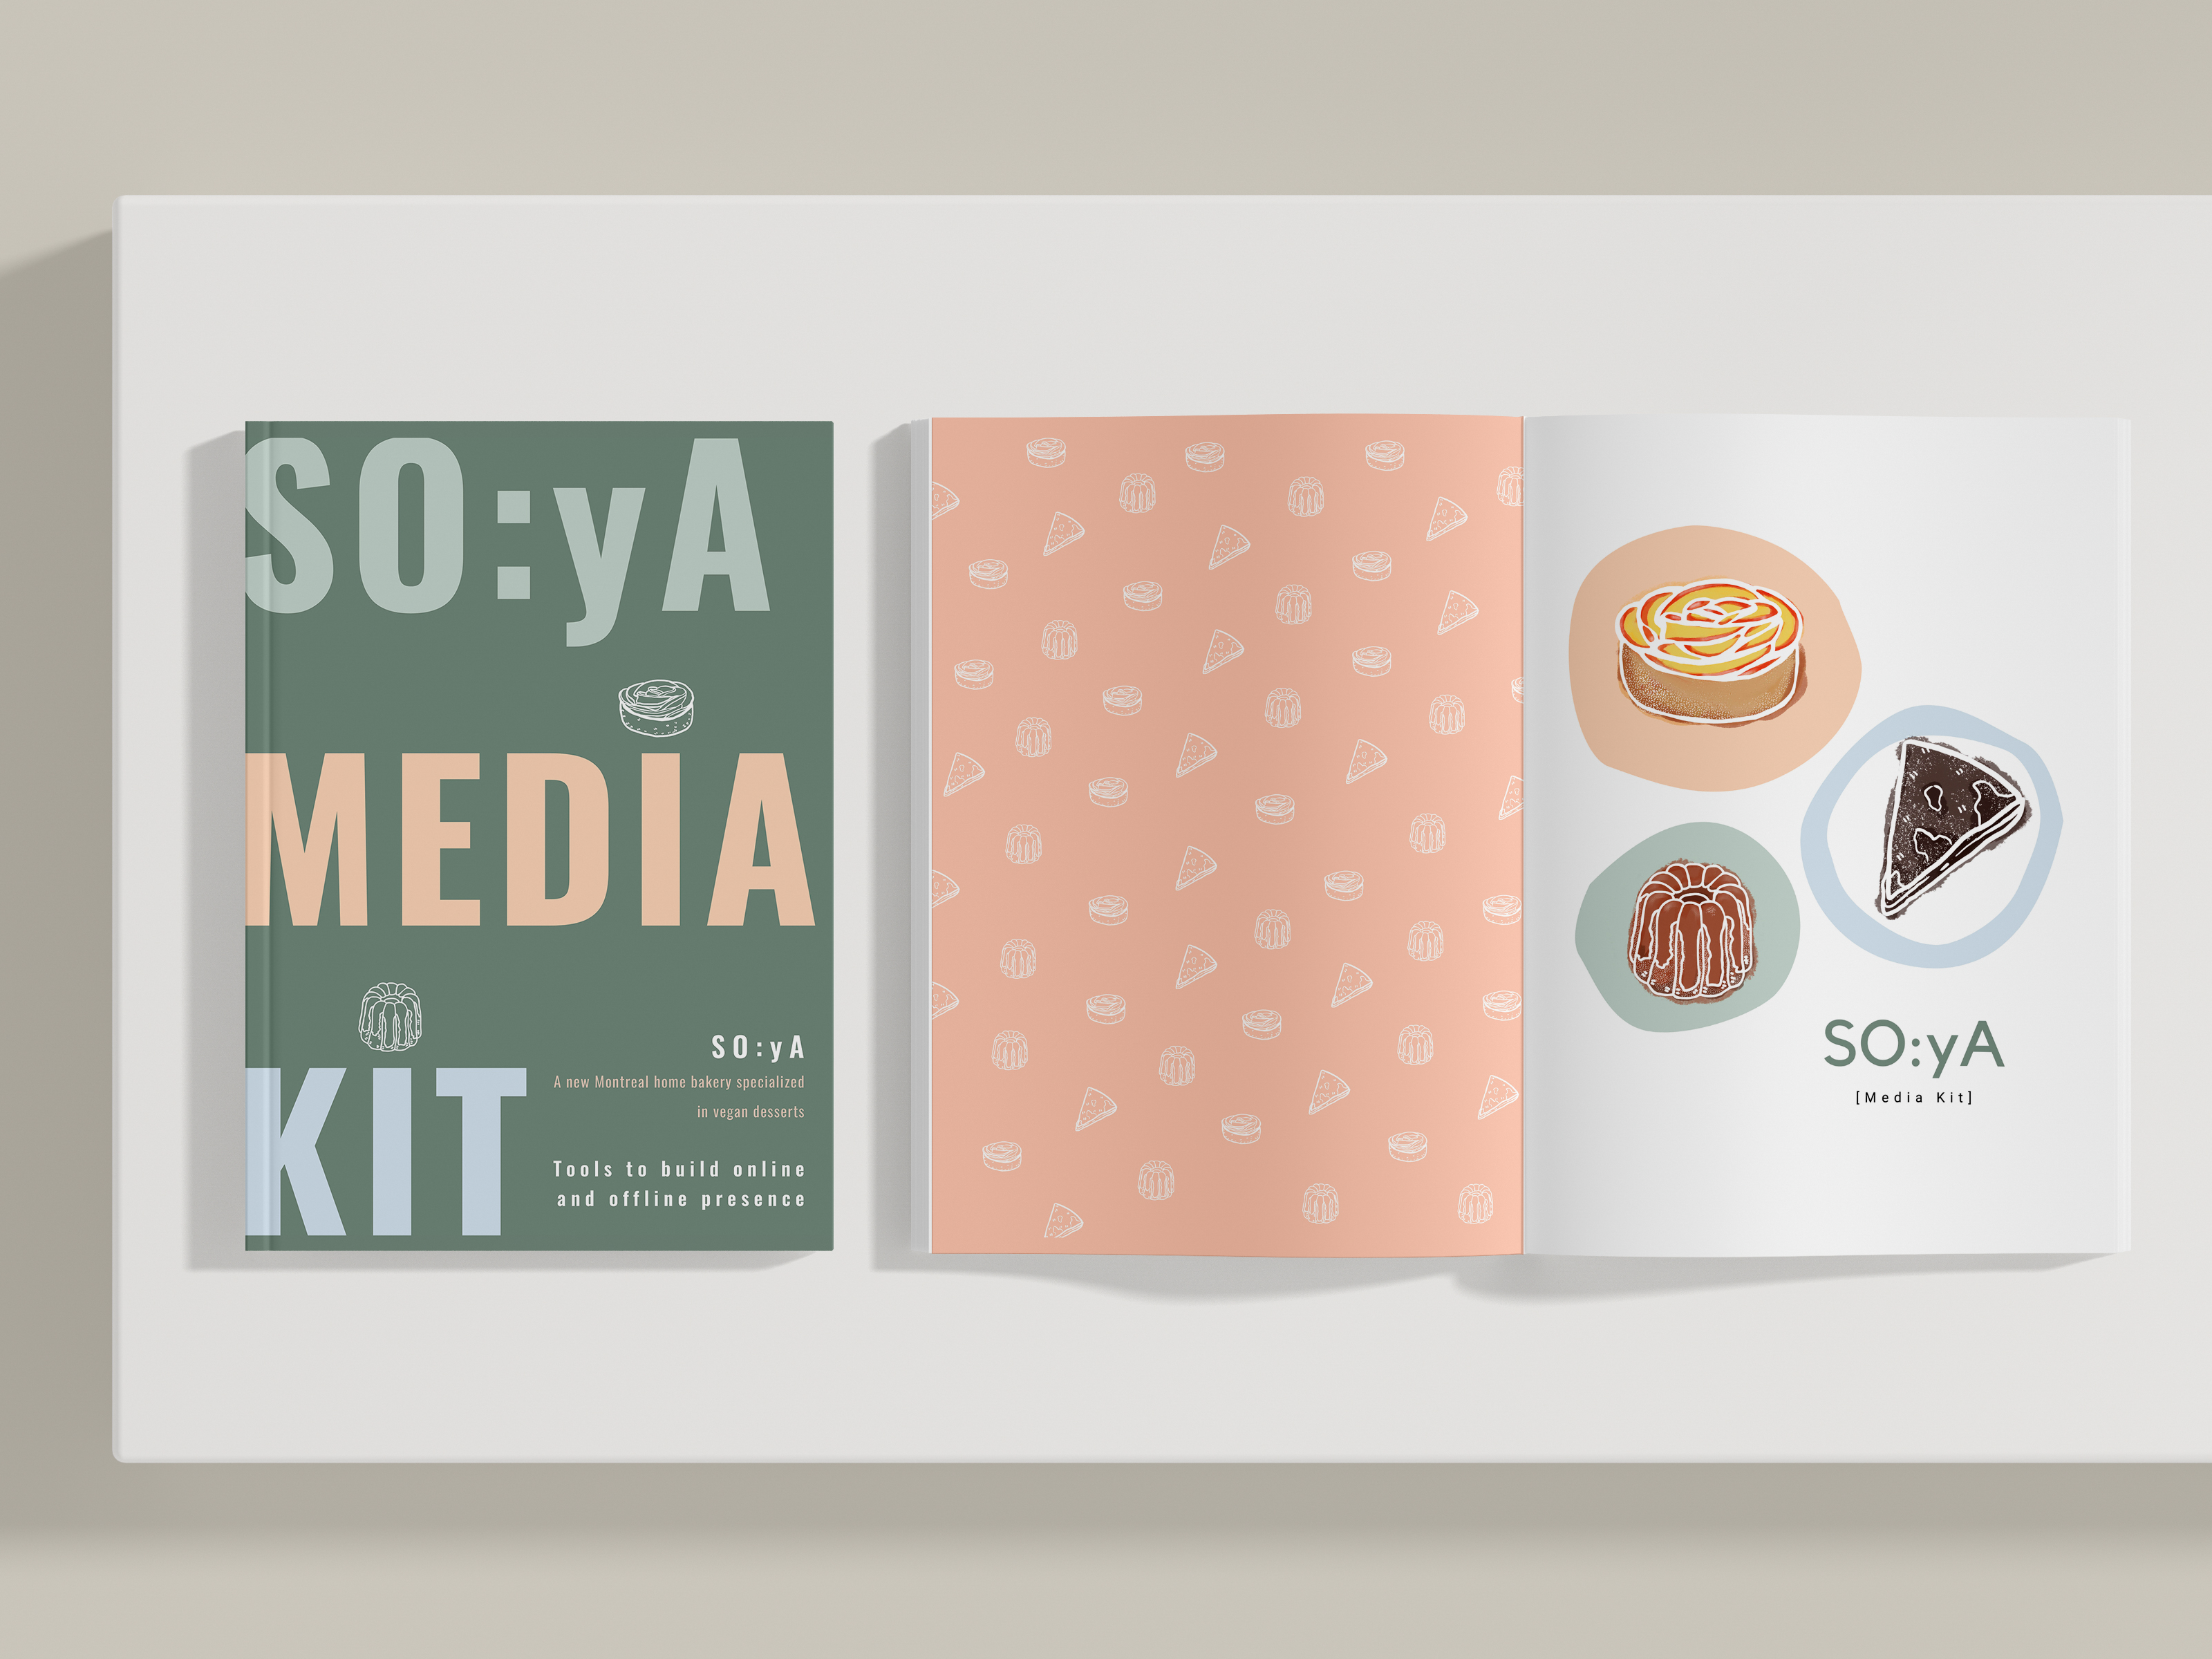 SO:yA
MEDIA
KIT
SO:yA
A new Montreal home bakery specialized
in vegan desserts
Tools to build online
and offline presence
SO:yA
[Media Kit]